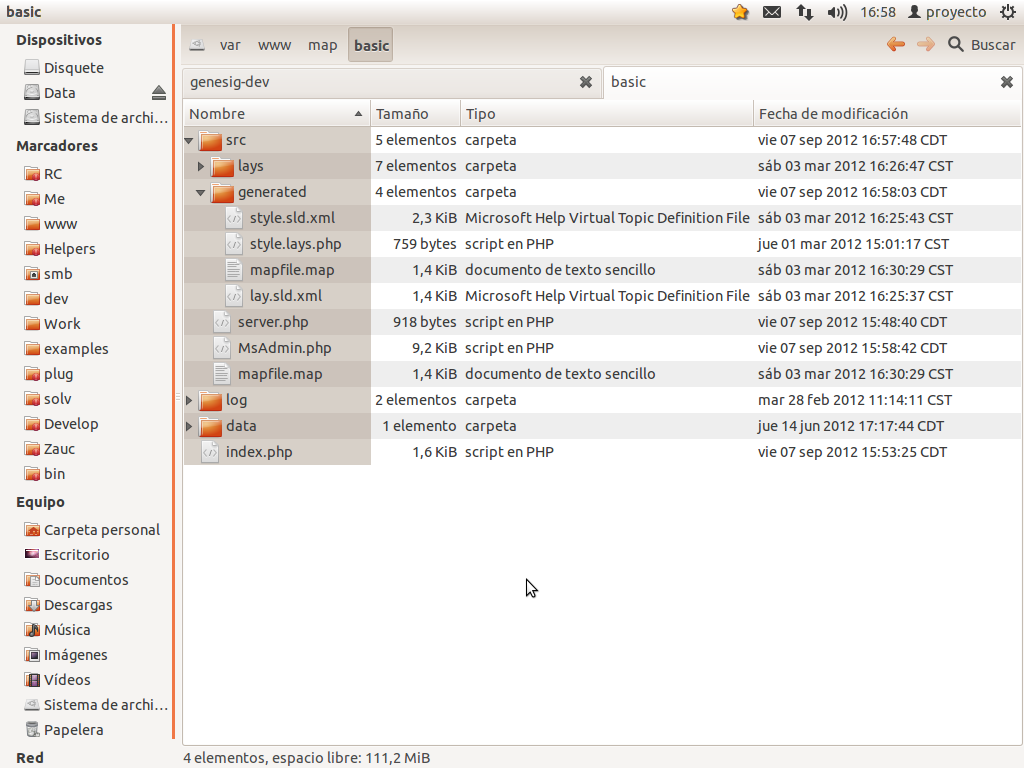 basic
16:58 proyecto
Dispositivos
Disquete
Data
Sistema de archi...
Marcadores
RC
Me
www
Helpers
smb
dev
Work
examples
plug
solv
Develop
Zauc
bin
Equipo
Carpeta personal
Escritorio
Documentos
Descargas
Música
Imágenes
Vídeos
Sistema de archi...
Papelera
Red
var www map basic Buscar
genesig-dev basic
Nombre Tamaño Tipo Fecha de modificación
src 5 elementos carpeta vie 07 sep 2012 16:57:48 CDT
lays 7 elementos carpeta sáb 03 mar 2012 16:26:47 CST
generated 4 elementos carpeta vie 07 sep 2012 16:58:03 CDT
style.sld.xml 2,3 KiB Microsoft Help Virtual Topic Definition File sáb 03 mar 2012 16:25:43 CST
style.lays.php 759 bytes script en PHP jue 01 mar 2012 15:01:17 CST
mapfile.map 1,4 KiB documento de texto sencillo sáb 03 mar 2012 16:30:29 CST
lay.sld.xml 1,4 KiB Microsoft Help Virtual Topic Definition File sáb 03 mar 2012 16:25:37 CST
server.php 918 bytes script en PHP vie 07 sep 2012 15:48:40 CDT
MsAdmin.php 9,2 KiB script en PHP vie 07 sep 2012 15:58:42 CDT
mapfile.map 1,4 KiB documento de texto sencillo sáb 03 mar 2012 16:30:29 CST
log 2 elementos carpeta mar 28 feb 2012 11:14:11 CST
data 1 elemento carpeta jue 14 jun 2012 17:17:44 CDT
index.php 1,6 KiB script en PHP vie 07 sep 2012 15:53:25 CDT
4 elementos, espacio libre: 111,2 MiB